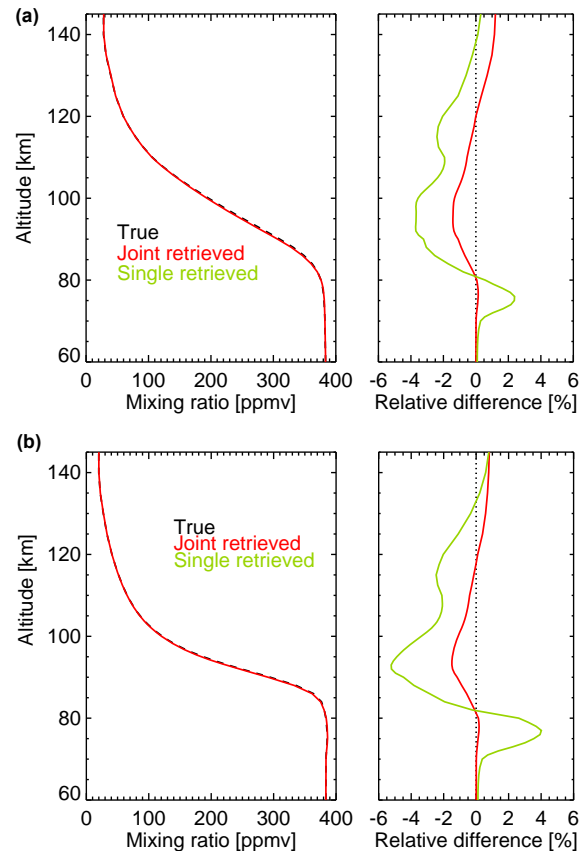 (a)
140
120
100
80
60
Altitude [km]
True
Joint retrieved
Single retrieved
0 100 200 300 400
Mixing ratio [ppmv]
-6 -4 -2 0 2 4 6
Relative difference [%]
(b)
140
120
100
80
60
Altitude [km]
True
Joint retrieved
Single retrieved
0 100 200 300 400
Mixing ratio [ppmv]
-6 -4 -2 0 2 4 6
Relative difference [%]